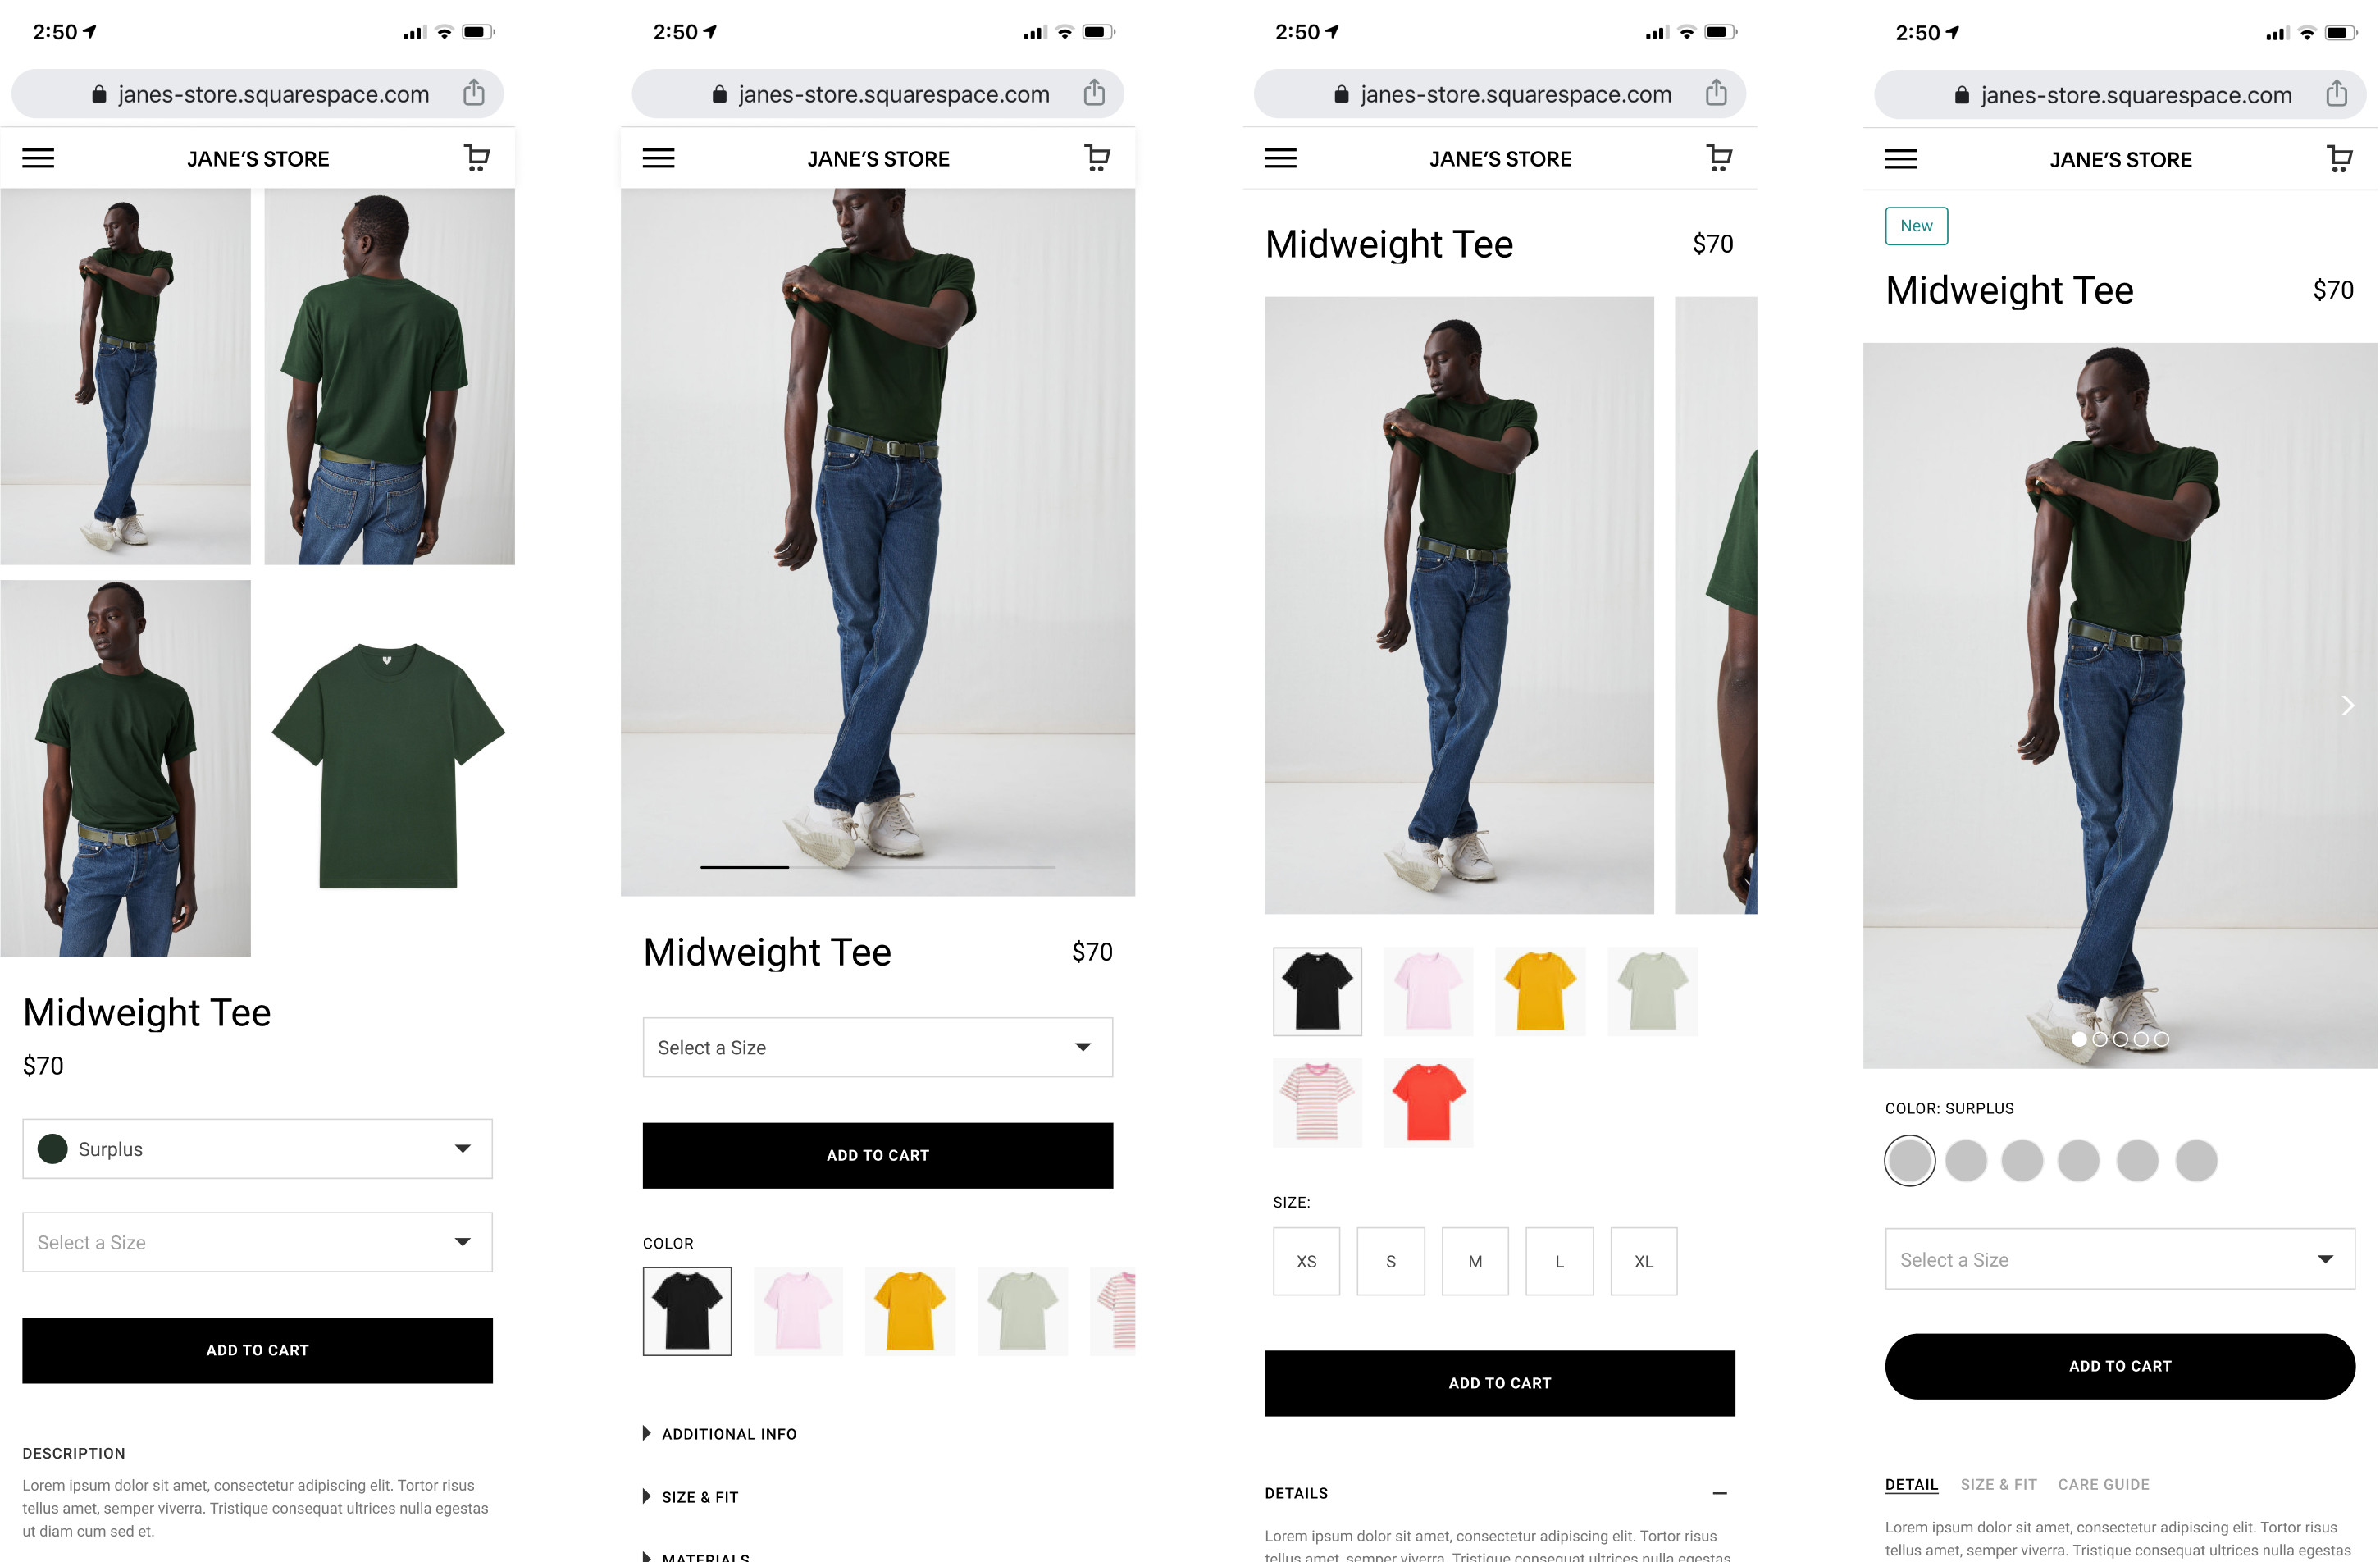 2:50
janes-store.squarespace.com
JANE'S STORE
Midweight Tee
$70
Surplus
Select a Size
ADD TO CART
DESCRIPTION
Lorem ipsum dolor sit amet, consectetur adipiscing elit. Tortor risus
tellus amet, semper viverra. Tristique consequat ultrices nulla egestas
ut diam cum sed et.
2:50
janes-store.squarespace.com
JANE'S STORE
Midweight Tee
$70
Select a Size
ADD TO CART
COLOR
ADDITIONAL INFO
SIZE & FIT
MATERIALS
2:50
janes-store.squarespace.com
JANE'S STORE
Midweight Tee
$70
SIZE:
XS
S
M
L
XL
ADD TO CART
DETAILS
Lorem ipsum dolor sit amet, consectetur adipiscing elit. Tortor risus
tellus amet, semper viverra. Tristique consequat ultrices nulla egestas
2:50
janes-store.squarespace.com
JANE'S STORE
New
Midweight Tee
$70
COLOR: SURPLUS
Select a Size
ADD TO CART
DETAIL
SIZE & FIT
CARE GUIDE
Lorem ipsum dolor sit amet, consectetur adipiscing elit. Tortor risus
tellus amet, semper viverra. Tristique consequat ultrices nulla egestas